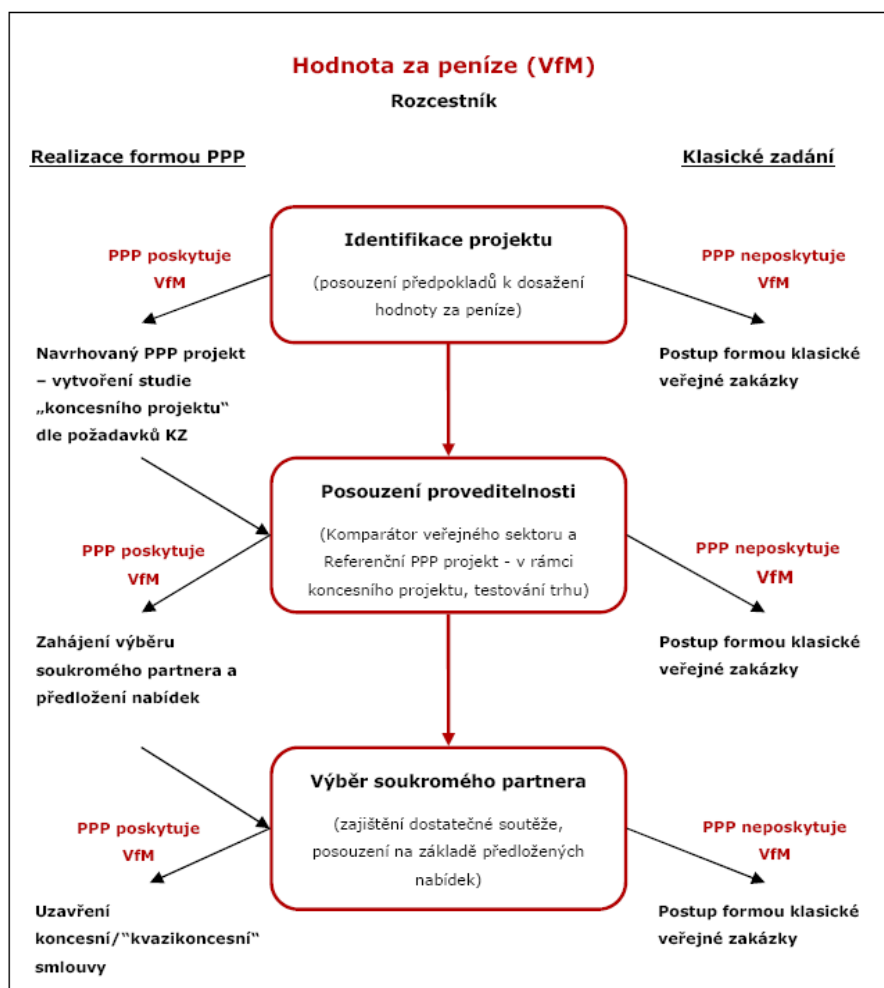 Hodnota za peníze (VfM)
Rozcestník
Realizace formou PPP
Klasické zadání
Identifikace projektu
(posouzení předpokladů k dosažení
hodnoty za peníze)
PPP poskytuje
VfM
PPP neposkytuje
VfM
Navrhovaný PPP projekt
– vytvoření studie
„koncesního projektu“
dle požadavků KZ
Postup formou klasické
veřejné zakázky
Posouzení proveditelnosti
(Komparátor veřejného sektoru a
Referenční PPP projekt - v rámci
koncesního projektu, testování trhu)
PPP poskytuje
VfM
PPP neposkytuje
VfM
Zahájení výběru
soukromého partnera a
předložení nabídek
Postup formou klasické
veřejné zakázky
Výběr soukromého partnera
(zajištění dostatečné soutěže,
posouzení na základě předložených
nabídek)
PPP poskytuje
VfM
PPP neposkytuje
VfM
Uzavření
koncesní/“kvazikoncesní“
smlouvy
Postup formou klasické
veřejné zakázky